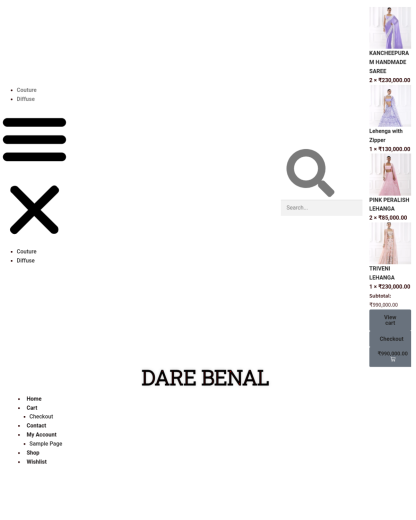 Couture
Diffuse
Search...
Couture
Diffuse
KANCHEEPURA
M HANDMADE
SAREE
2 × ₹230,000.00
Lehenga with
Zipper
1 × ₹130,000.00
PINK PERALISH
LEHANGA
2 × ₹85,000.00
TRIVENI
LEHANGA
1 × ₹230,000.00
Subtotal:
₹990,000.00
View
cart
Checkout
₹990,000.00
DARE BENAL
Home
Cart
Checkout
Contact
My Account
Sample Page
Shop
Wishlist